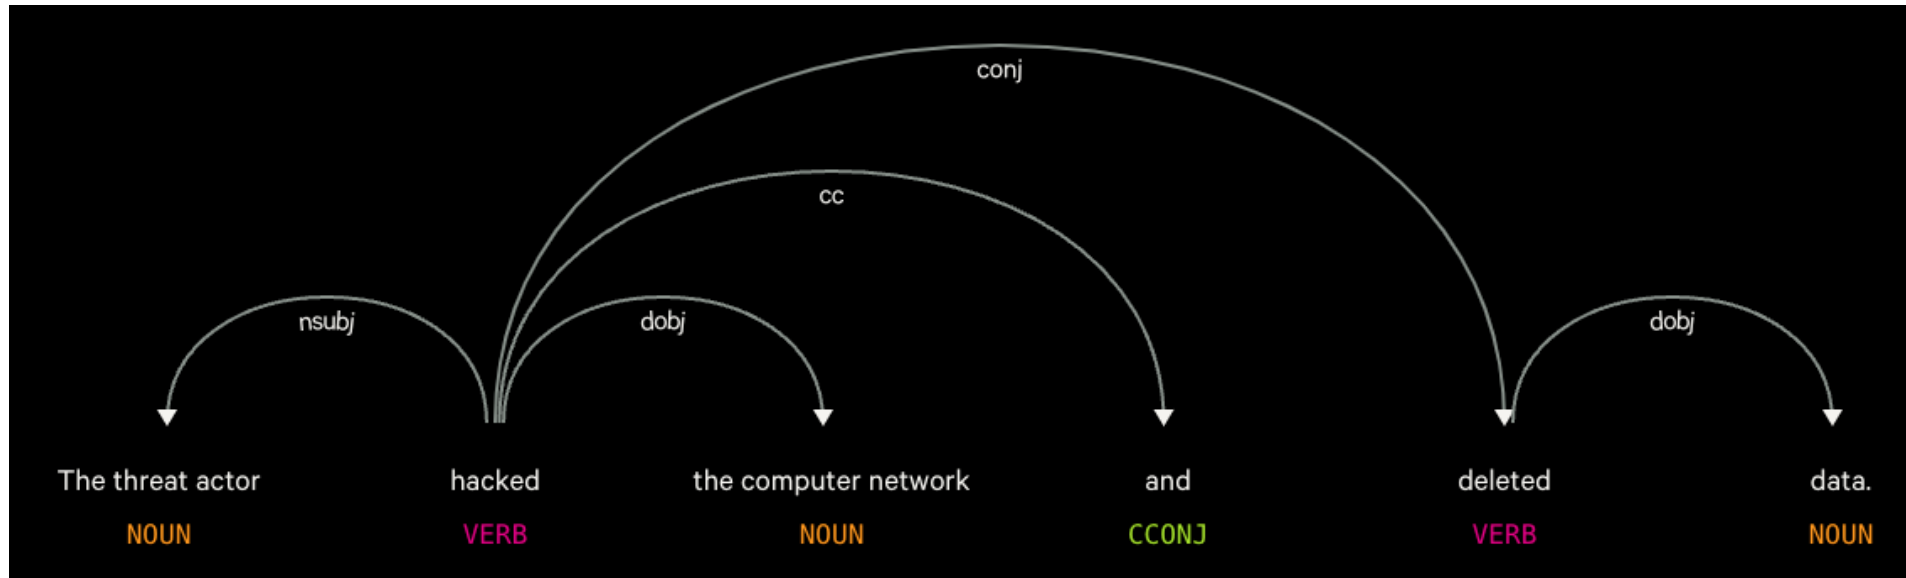 conj
cc
nsubj dobj dobj
The threat actor hacked the computer network and deleted data.
NOUN VERB NOUN CCONJ VERB NOUN